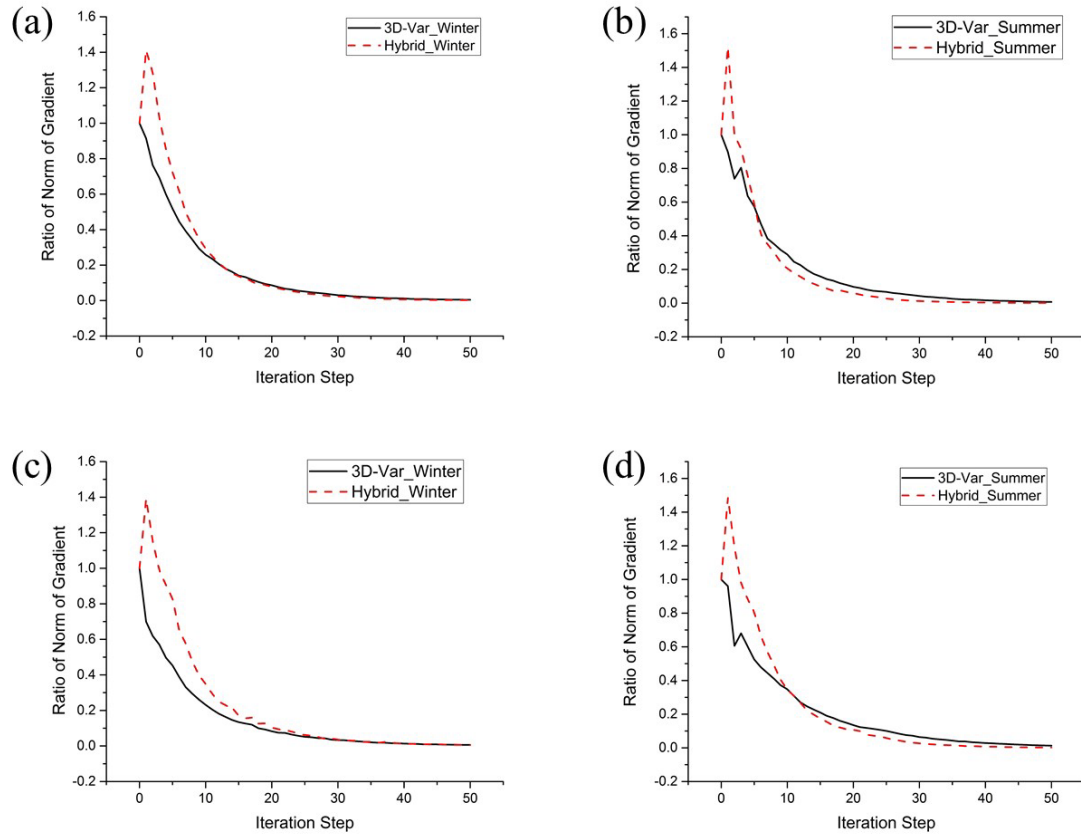 (a)
3D-Var_Winter
Hybrid_Winter
1.6
1.4
1.2
1.0
0.8
0.6
0.4
0.2
0.0
-0.2
Ratio of Norm of Gradient
0 10 20 30 40 50
Iteration Step
(b)
3D-Var_Summer
Hybrid_Summer
1.6
1.4
1.2
1.0
0.8
0.6
0.4
0.2
0.0
-0.2
Ratio of Norm of Gradient
0 10 20 30 40 50
Iteration Step
(c)
3D-Var_Winter
Hybrid_Winter
1.6
1.4
1.2
1.0
0.8
0.6
0.4
0.2
0.0
-0.2
Ratio of Norm of Gradient
0 10 20 30 40 50
Iteration Step
(d)
3D-Var_Summer
Hybrid_Summer
1.6
1.4
1.2
1.0
0.8
0.6
0.4
0.2
0.0
-0.2
Ratio of Norm of Gradient
0 10 20 30 40 50
Iteration Step